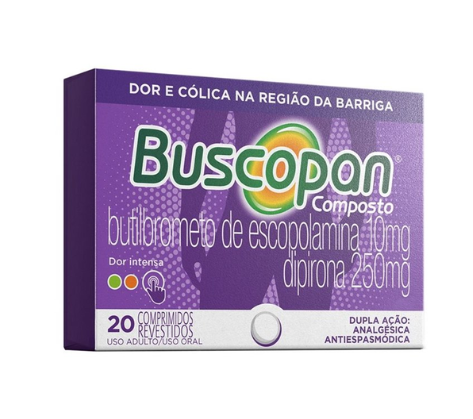 DOR E CÓLICA NA REGIÃO DA BARRIGA
Buscopan®
Composto
butilbrometo de escopolamina 10mg
dipirona 250mg
Dor intensa
20 COMPRIMIDOS REVESTIDOS
USO ADULTO/USO ORAL
DUPLA AÇÃO:
ANALGÉSICA
ANTIESPASMÓDICA